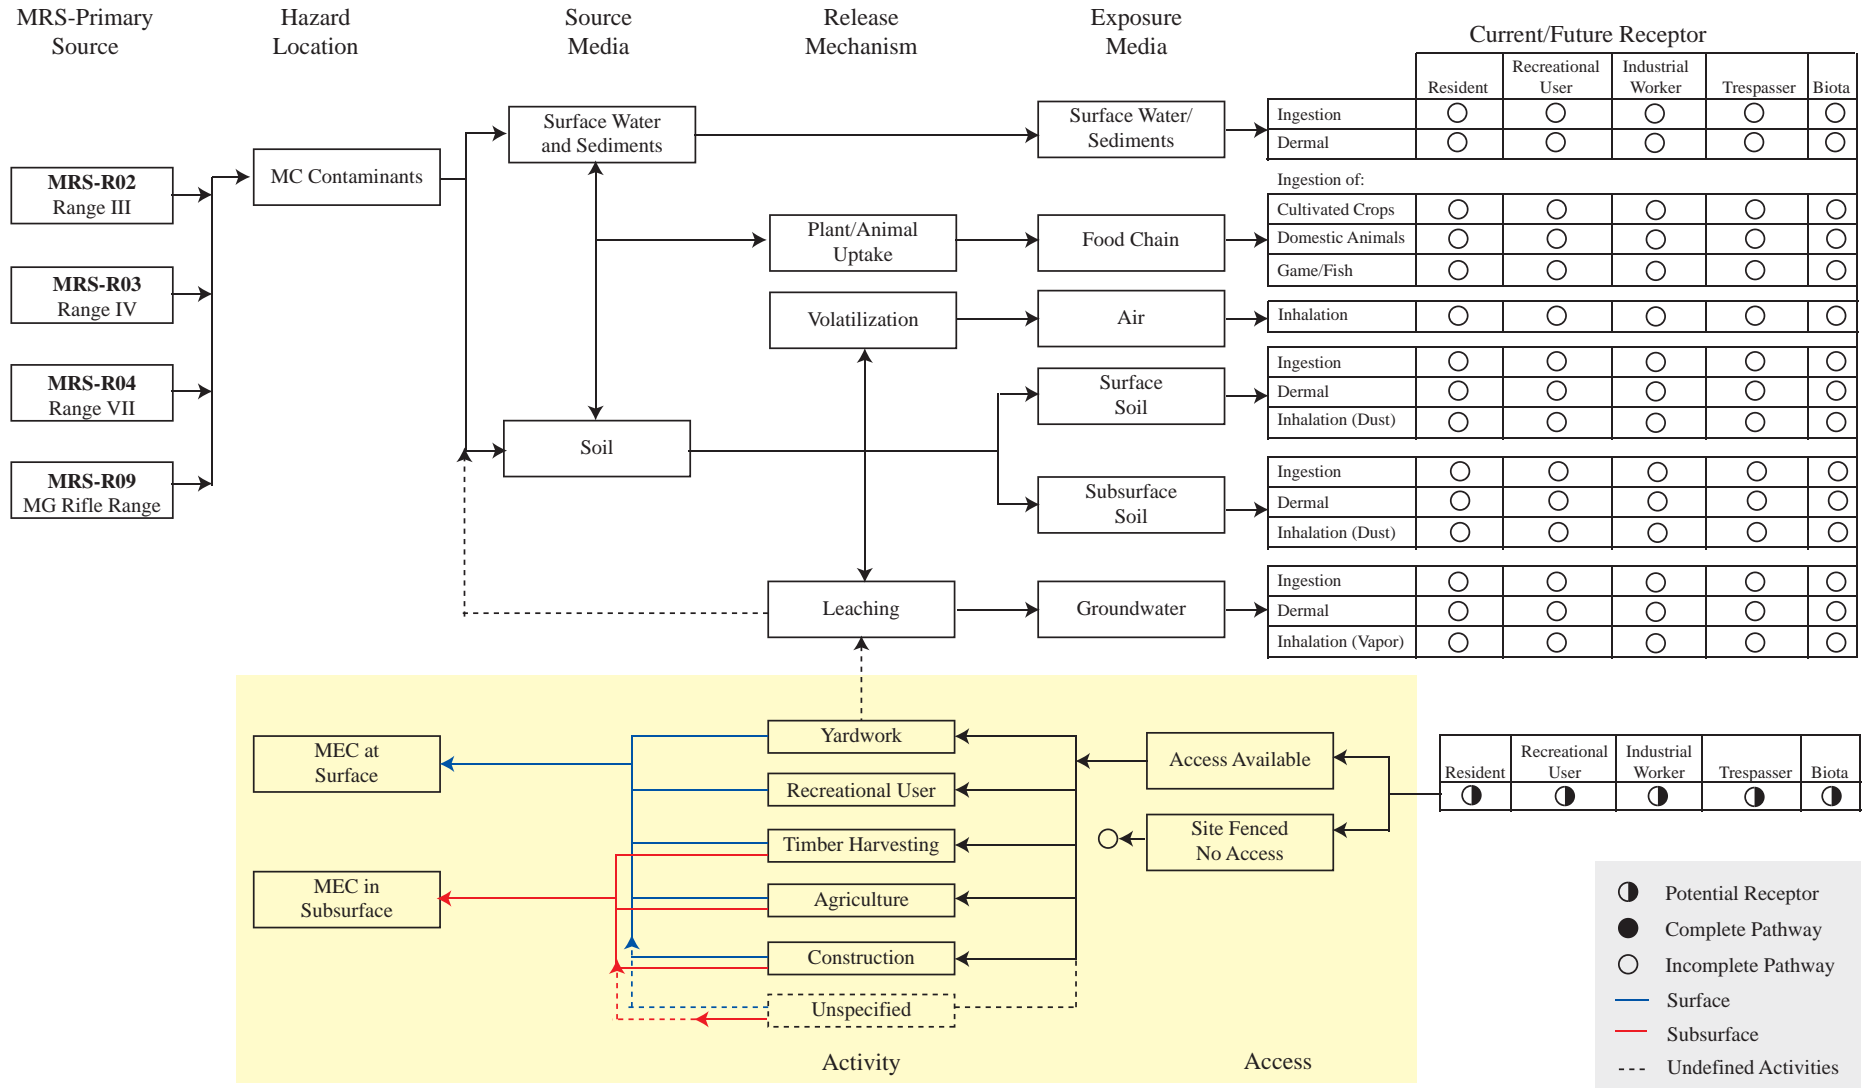 MRS-Primary
Source
Hazard
Location
Source
Media
Release
Mechanism
Exposure
Media
Current/Future Receptor
Resident
Recreational
User
Industrial
Worker
Trespasser
Biota
MRS-R02
Range III
MRS-R03
Range IV
MRS-R04
Range VII
MRS-R09
MG Rifle Range
MC Contaminants
Surface Water
and Sediments
Soil
Plant/Animal
Uptake
Volatilization
Leaching
Surface Water/
Sediments
Food Chain
Air
Surface
Soil
Subsurface
Soil
Groundwater
Ingestion
Dermal
Ingestion of:
Cultivated Crops
Domestic Animals
Game/Fish
Inhalation
Ingestion
Dermal
Inhalation (Dust)
Ingestion
Dermal
Inhalation (Dust)
Ingestion
Dermal
Inhalation (Vapor)
MEC at
Surface
MEC in
Subsurface
Yardwork
Recreational User
Timber Harvesting
Agriculture
Construction
Unspecified
Activity
Access Available
Site Fenced
No Access
Access
Resident
Recreational
User
Industrial
Worker
Trespasser
Biota
Potential Receptor
Complete Pathway
Incomplete Pathway
Surface
Subsurface
Undefined Activities